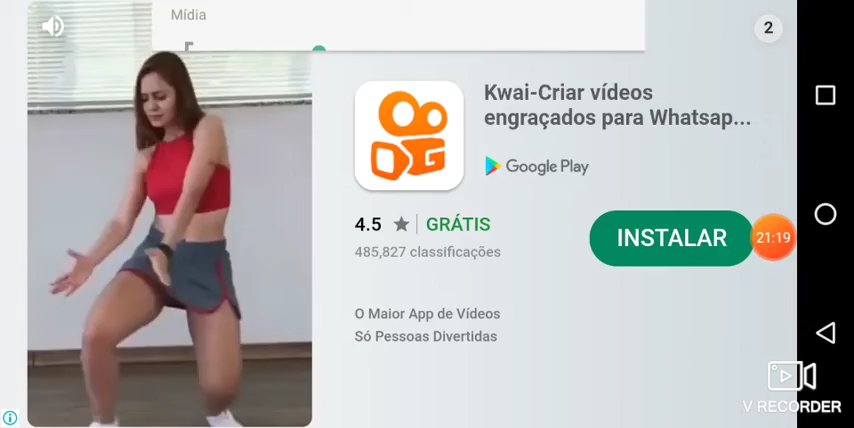 Mídia
2
Kwai-Criar vídeos
engraçados para Whatsap...
Google Play
4.5
GRÁTIS
485,827 classificações
INSTALAR
21:19
O Maior App de Vídeos
Só Pessoas Divertidas
V RECORDER